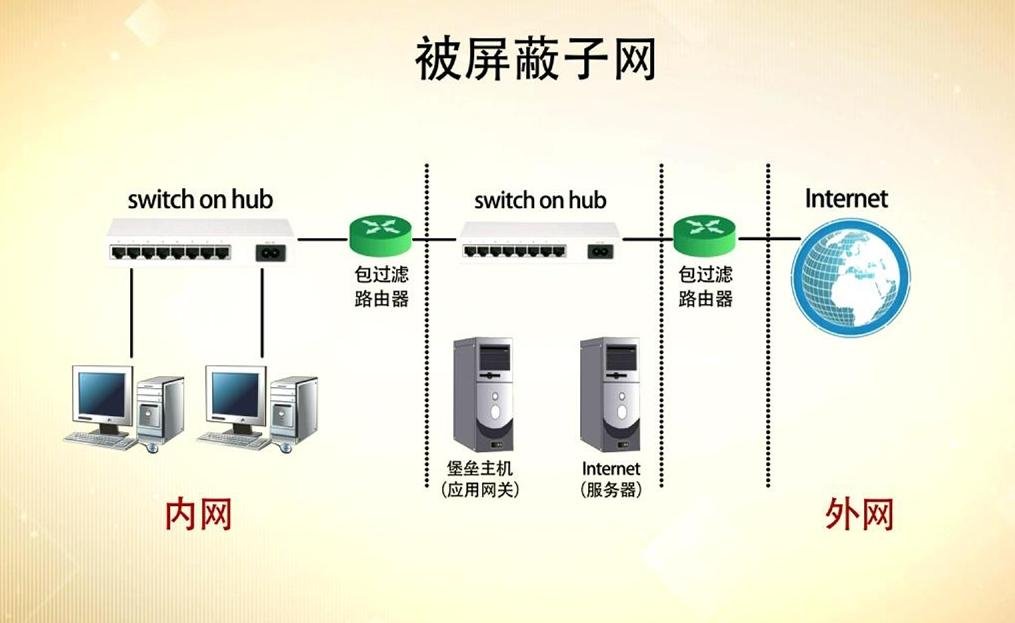 被屏蔽子网
switch on hub
switch on hub
Internet
包过滤
路由器
包过滤
路由器
堡垒主机
（应用网关）
Internet
（服务器）
内网
外网